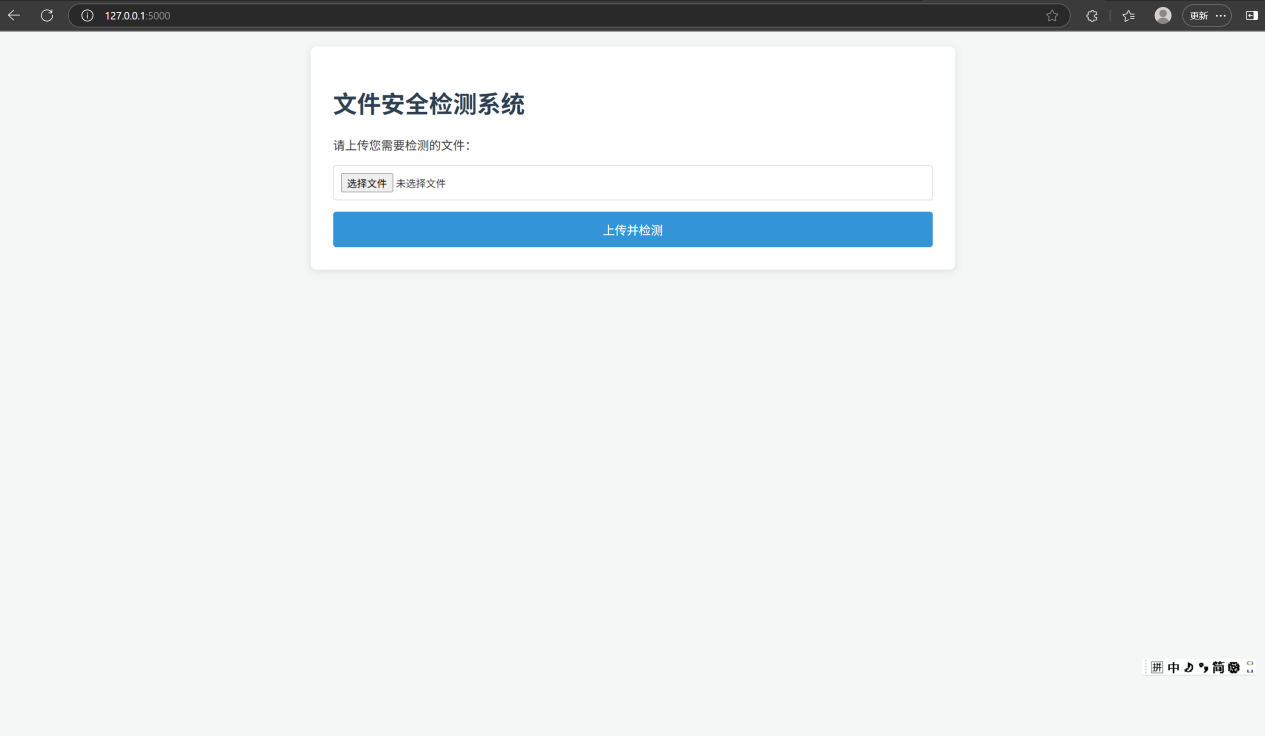 127.0.0.1:5000
更新
文件安全检测系统
请上传您需要检测的文件：
选择文件 未选择文件
上传并检测
拼 中 简